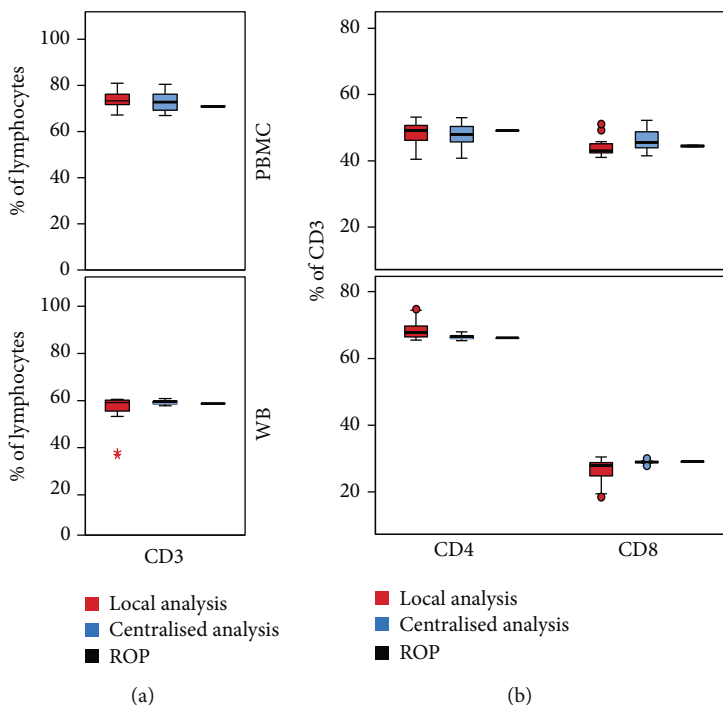 % of lymphocytes
100
80
60
40
20
0
PBMC
% of lymphocytes
100
80
60
40
20
0
WB
CD3
Local analysis
Centralised analysis
ROP
(a)
% of CD3
80
60
40
20
80
60
40
20
CD4 CD8
Local analysis
Centralised analysis
ROP
(b)